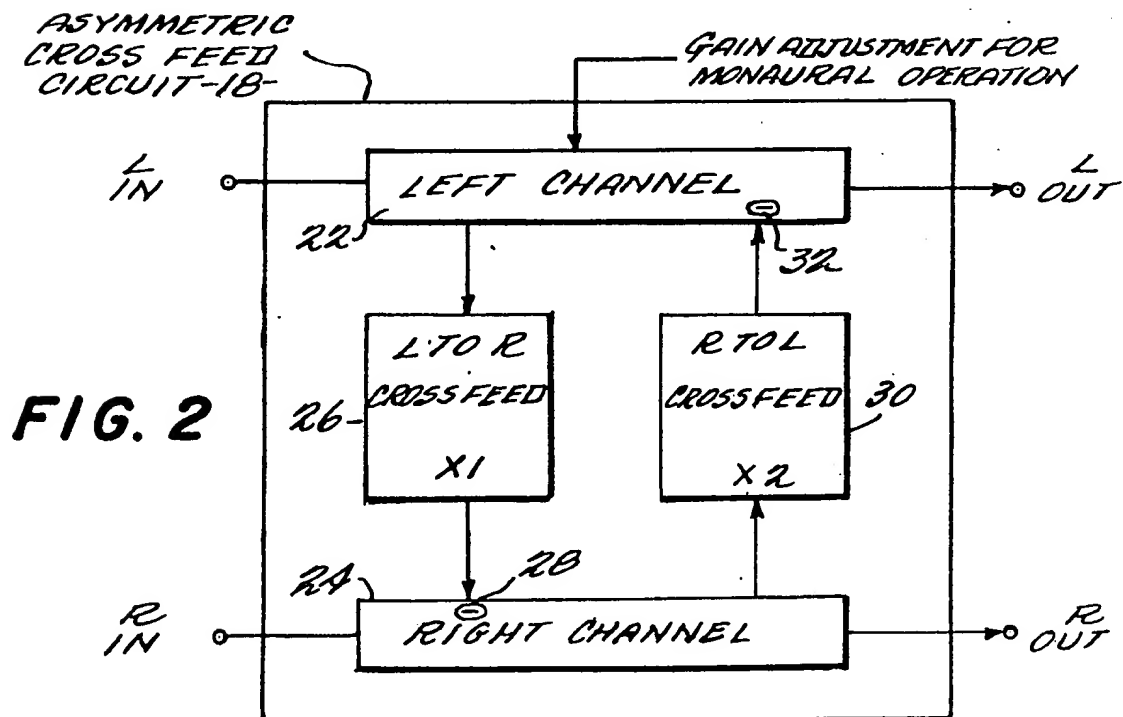 ASYMMETRIC
CROSS FEED
CIRCUIT-18-
GAIN ADJUSTMENT FOR
MONAURAL OPERATION
L
IN
LEFT CHANNEL
L
OUT
22
32
L TO R
CROSSFEED
X1
26
R TO L
CROSSFEED
X2
30
FIG. 2
24
28
R
IN
RIGHT CHANNEL
R
OUT